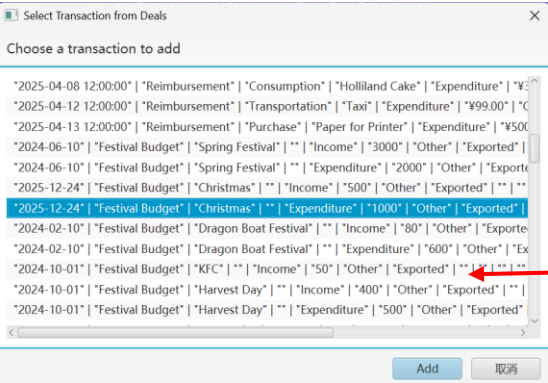 Select Transaction from Deals
Choose a transaction to add
"2025-04-08 12:00:00" | "Reimbursement" | "Consumption" | "Holliland Cake" | "Expenditure" | "¥3
"2025-04-12 12:00:00" | "Reimbursement" | "Transportation" | "Taxi" | "Expenditure" | "¥99.00" | "C
"2025-04-13 12:00:00" | "Reimbursement" | "Purchase" | "Paper for Printer" | "Expenditure" | "¥500
"2024-06-10" | "Festival Budget" | "Spring Festival" | "" | "Income" | "3000" | "Other" | "Exported" |
"2024-06-10" | "Festival Budget" | "Spring Festival" | "" | "Expenditure" | "2000" | "Other" | "Exporte
"2025-12-24" | "Festival Budget" | "Christmas" | "" | "Income" | "500" | "Other" | "Exported" | "" | ""
"2025-12-24" | "Festival Budget" | "Christmas" | "" | "Expenditure" | "1000" | "Other" | "Exported" |
"2024-02-10" | "Festival Budget" | "Dragon Boat Festival" | "" | "Income" | "80" | "Other" | "Exporte
"2024-02-10" | "Festival Budget" | "Dragon Boat Festival" | "" | "Expenditure" | "600" | "Other" | "Ex
"2024-10-01" | "Festival Budget" | "KFC" | "" | "Income" | "50" | "Other" | "Exported" | "" | "" | "" | ""
"2024-10-01" | "Festival Budget" | "Harvest Day" | "" | "Income" | "400" | "Other" | "Exported" | "" |
"2024-10-01" | "Festival Budget" | "Harvest Day" | "" | "Expenditure" | "500" | "Other" | "Exported" |
Add 取消